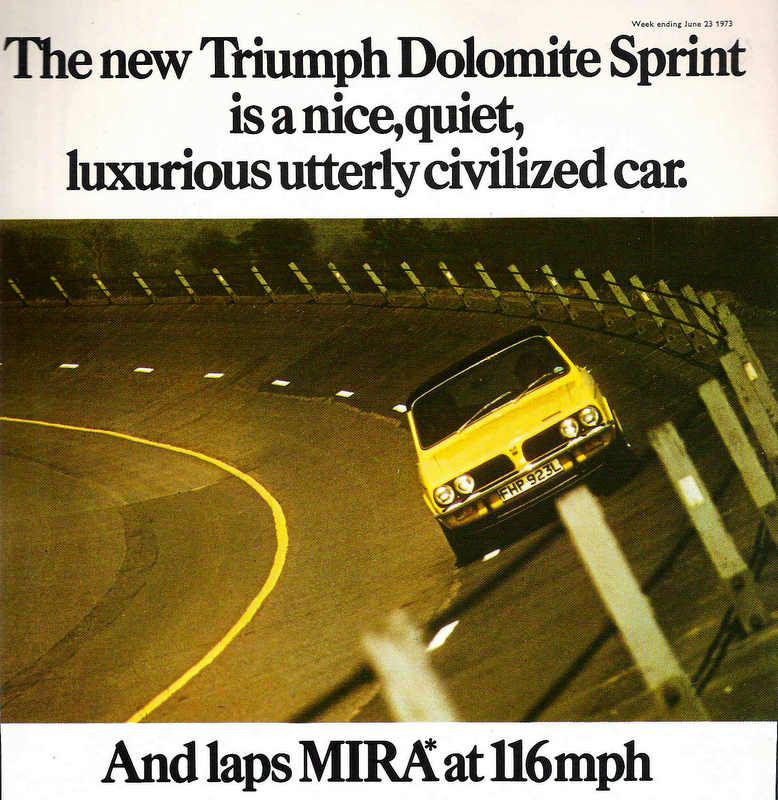 Week ending June 23 1973
The new Triumph Dolomite Sprint
is a nice, quiet,
luxurious utterly civilized car.
FHP 923L
And laps MIRA* at 116mph